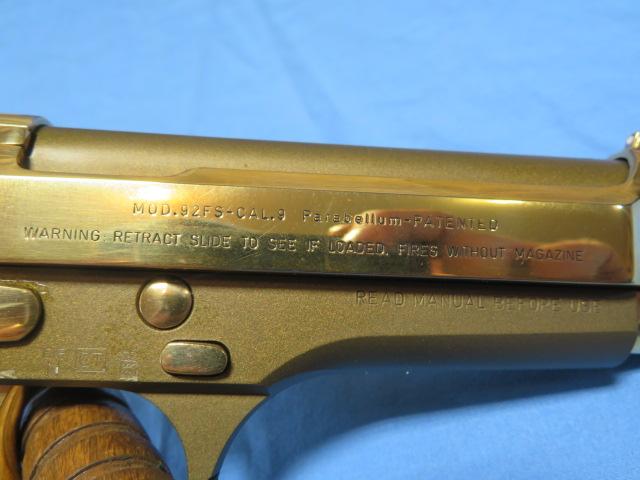 MOD.92FS-CAL.9 Parabellum-PATENTED
WARNING RETRACT SLIDE TO SEE IF LOADED. FIRES WITHOUT MAGAZINE
READ MANUAL BEFORE USE